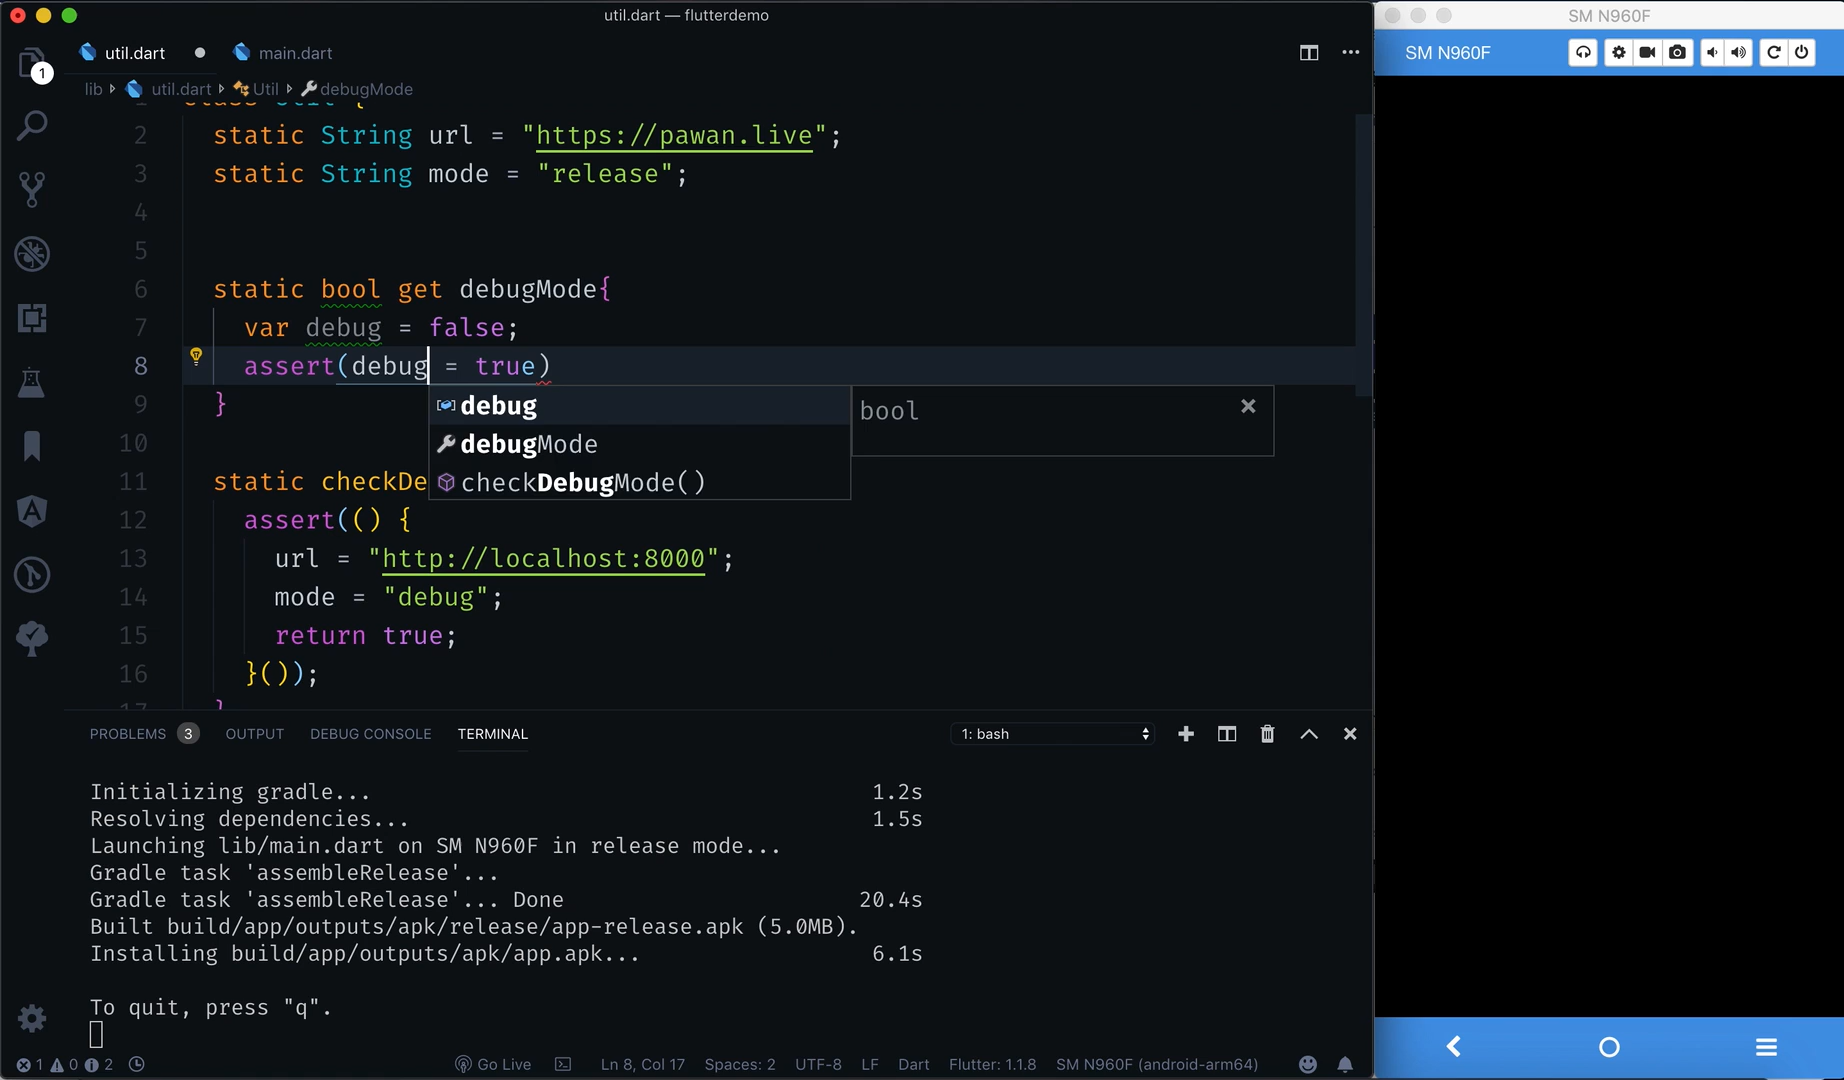 util.dart — flutterdemo
SM N960F
util.dart
main.dart
SM N960F
1
lib
util.dart
Util
debugMode
2 static String url = "https://pawan.live";
3 static String mode = "release";
4
5
6 static bool get debugMode{
7 var debug = false;
8 assert(debug = true)
9 }
debug
bool
debugMode
checkDebugMode()
10
11 static checkDe
12 assert(() {
13 url = "http://localhost:8000";
14 mode = "debug";
15 return true;
16 }());
17 }
PROBLEMS 3 OUTPUT DEBUG CONSOLE TERMINAL 1: bash
Initializing gradle... 1.2s
Resolving dependencies... 1.5s
Launching lib/main.dart on SM N960F in release mode...
Gradle task 'assembleRelease'...
Gradle task 'assembleRelease'... Done 20.4s
Built build/app/outputs/apk/release/app-release.apk (5.0MB).
Installing build/app/outputs/apk/app.apk... 6.1s
To quit, press "q".
1 0 2 Go Live Ln 8, Col 17 Spaces: 2 UTF-8 LF Dart Flutter: 1.1.8 SM N960F (android-arm64)